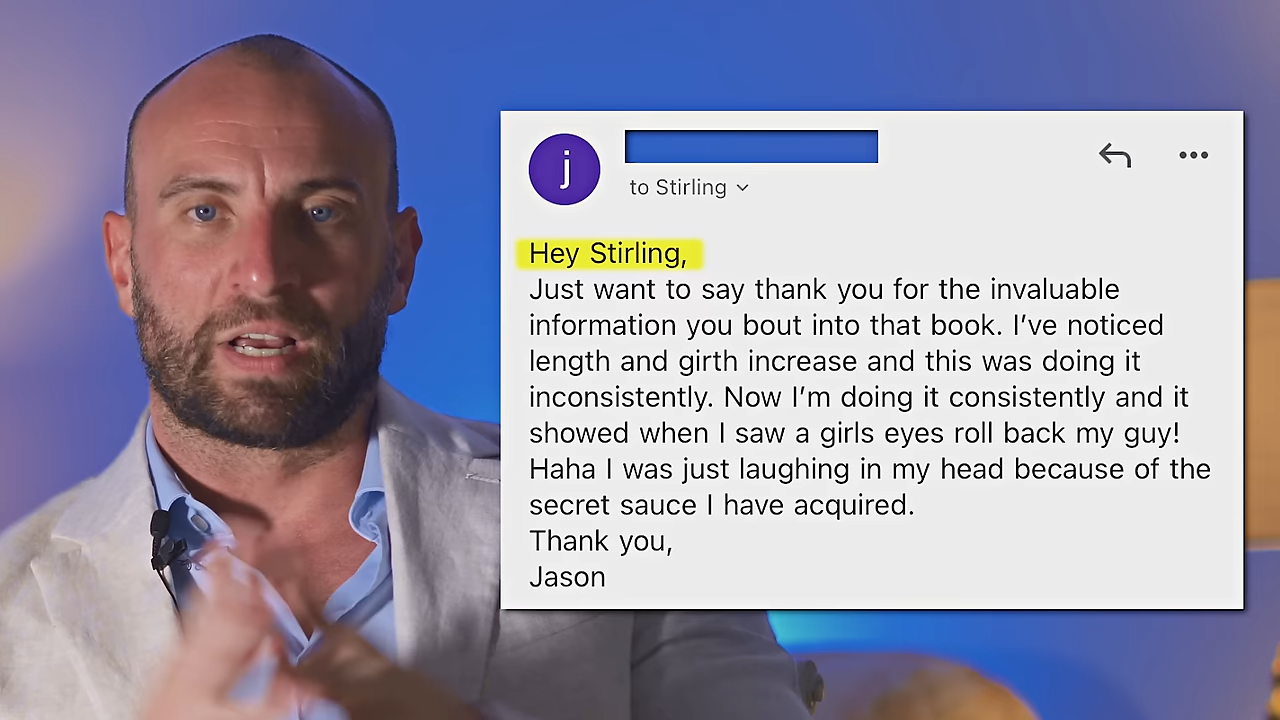 j
to Stirling
Hey Stirling,
Just want to say thank you for the invaluable
information you bout into that book. I’ve noticed
length and girth increase and this was doing it
inconsistently. Now I’m doing it consistently and it
showed when I saw a girls eyes roll back my guy!
Haha I was just laughing in my head because of the
secret sauce I have acquired.
Thank you,
Jason